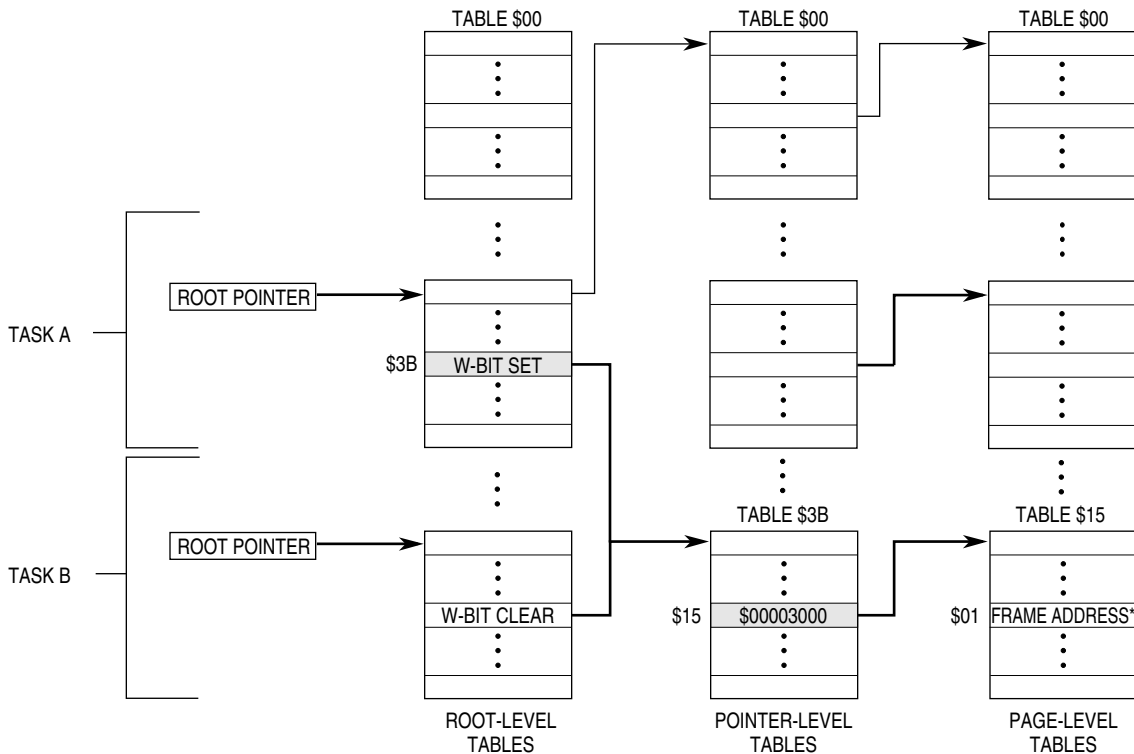 TABLE $00 TABLE $00 TABLE $00
ROOT POINTER
TASK A
$3B W-BIT SET
TABLE $3B TABLE $15
ROOT POINTER
TASK B
W-BIT CLEAR $15 $00003000 $01 FRAME ADDRESS*
ROOT-LEVEL
TABLES
POINTER-LEVEL
TABLES
PAGE-LEVEL
TABLES